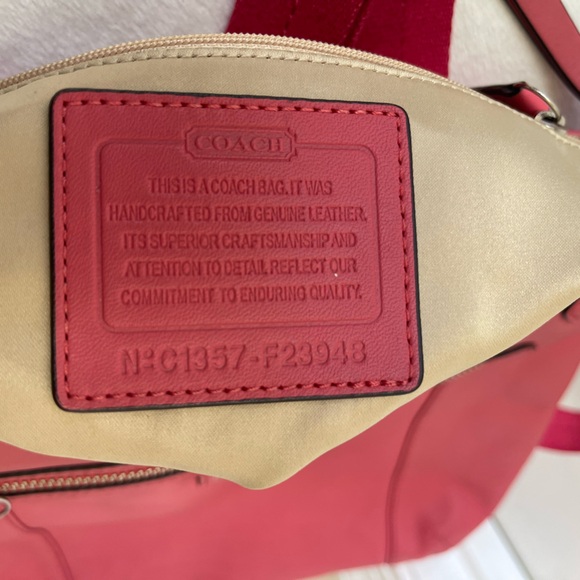 COACH
THIS IS A COACH BAG. IT WAS
HANDCRAFTED FROM GENUINE LEATHER.
ITS SUPERIOR CRAFTSMANSHIP AND
ATTENTION TO DETAIL REFLECT OUR
COMMITMENT TO ENDURING QUALITY.
Nº C1357-F23948